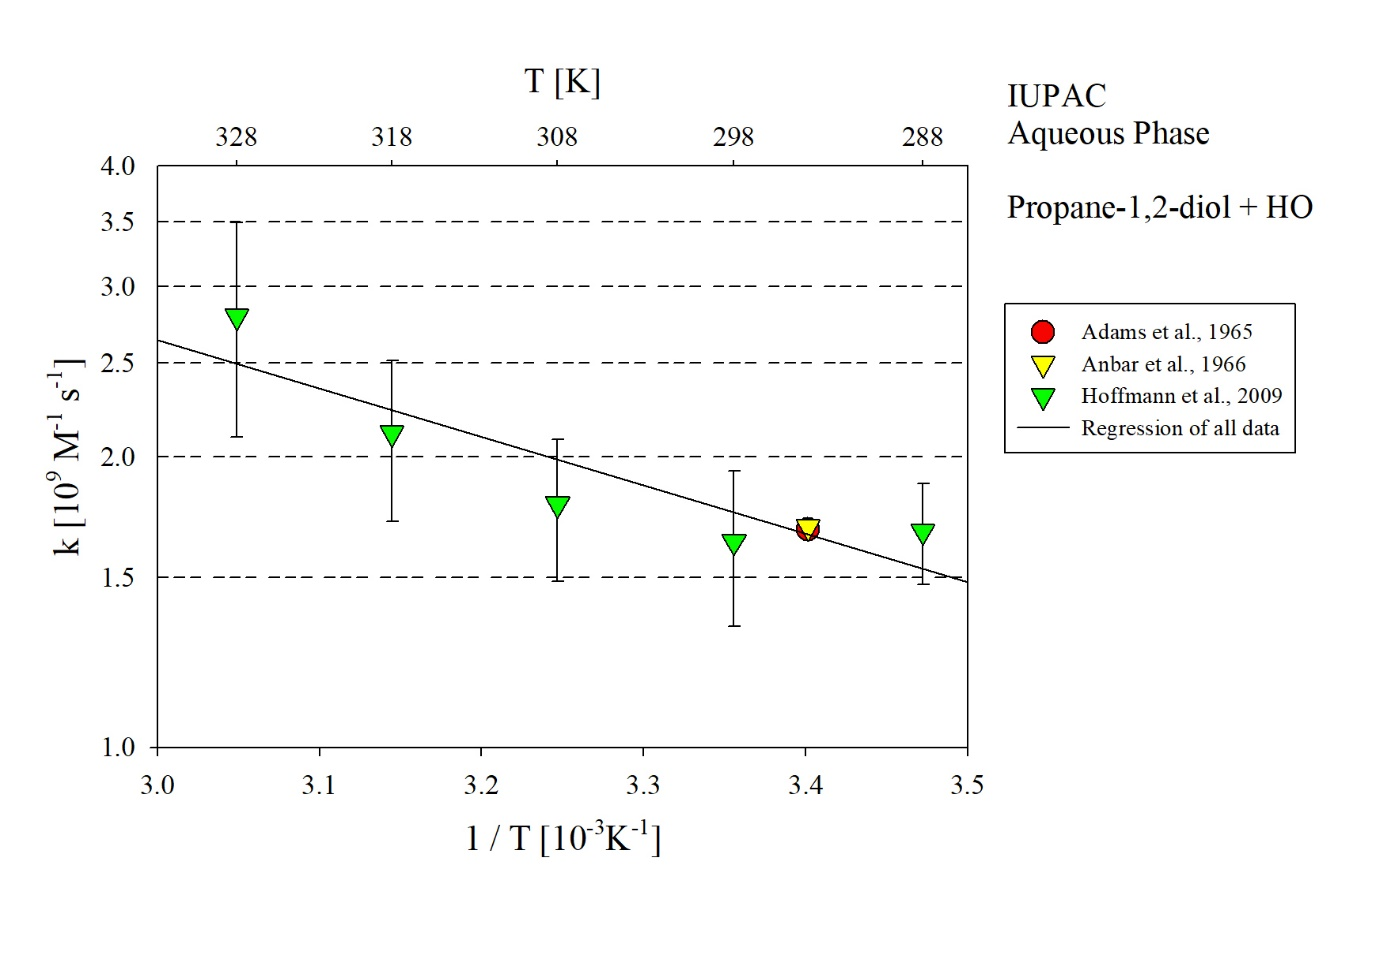 T [K]
328 318 308 298 288
IUPAC
Aqueous Phase
Propane-1,2-diol + HO
4.0
3.5
3.0
2.5
2.0
1.5
1.0
k [10⁹ M⁻¹ s⁻¹]
Adams et al., 1965
Anbar et al., 1966
Hoffmann et al., 2009
Regression of all data
3.0 3.1 3.2 3.3 3.4 3.5
1 / T [10⁻³K⁻¹]